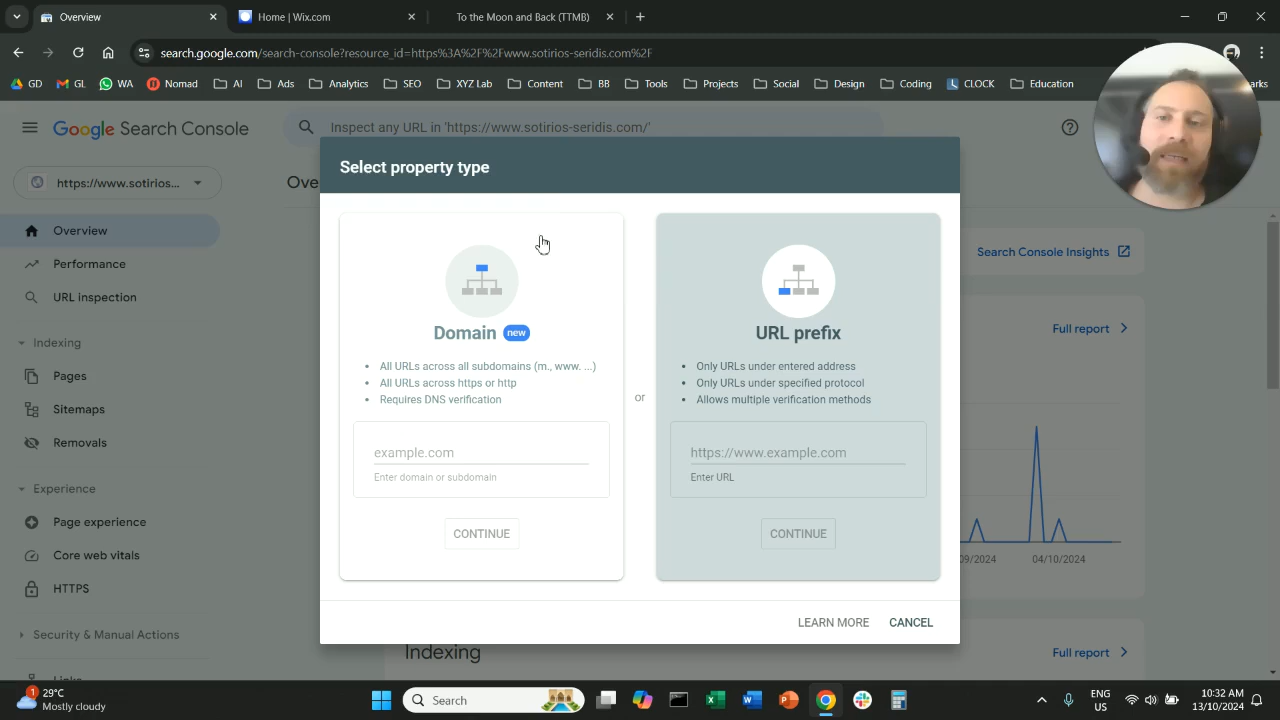 Overview
Home | Wix.com
To the Moon and Back (TTMB)
search.google.com/search-console?resource_id=https%3A%2F%2Fwww.sotirios-seridis.com%2F
GD
GL
WA
Nomad
AI
Ads
Analytics
SEO
XYZ Lab
Content
BB
Tools
Projects
Social
Design
Coding
CLOCK
Education
Google Search Console
Inspect any URL in 'https://www.sotirios-seridis.com/'
https://www.sotirios...
Overview
Performance
URL inspection
Indexing
Pages
Sitemaps
Removals
Experience
Page experience
Core web vitals
HTTPS
Security & Manual Actions
Select property type
Domain new
All URLs across all subdomains (m., www. ...)
All URLs across https or http
Requires DNS verification
example.com
Enter domain or subdomain
CONTINUE
or
URL prefix
Only URLs under entered address
Only URLs under specified protocol
Allows multiple verification methods
https://www.example.com
Enter URL
CONTINUE
LEARN MORE
CANCEL
Search Console Insights
Full report
04/10/2024
Indexing
Full report
1
29°C
Mostly cloudy
Search
ENG
US
10:32 AM
13/10/2024